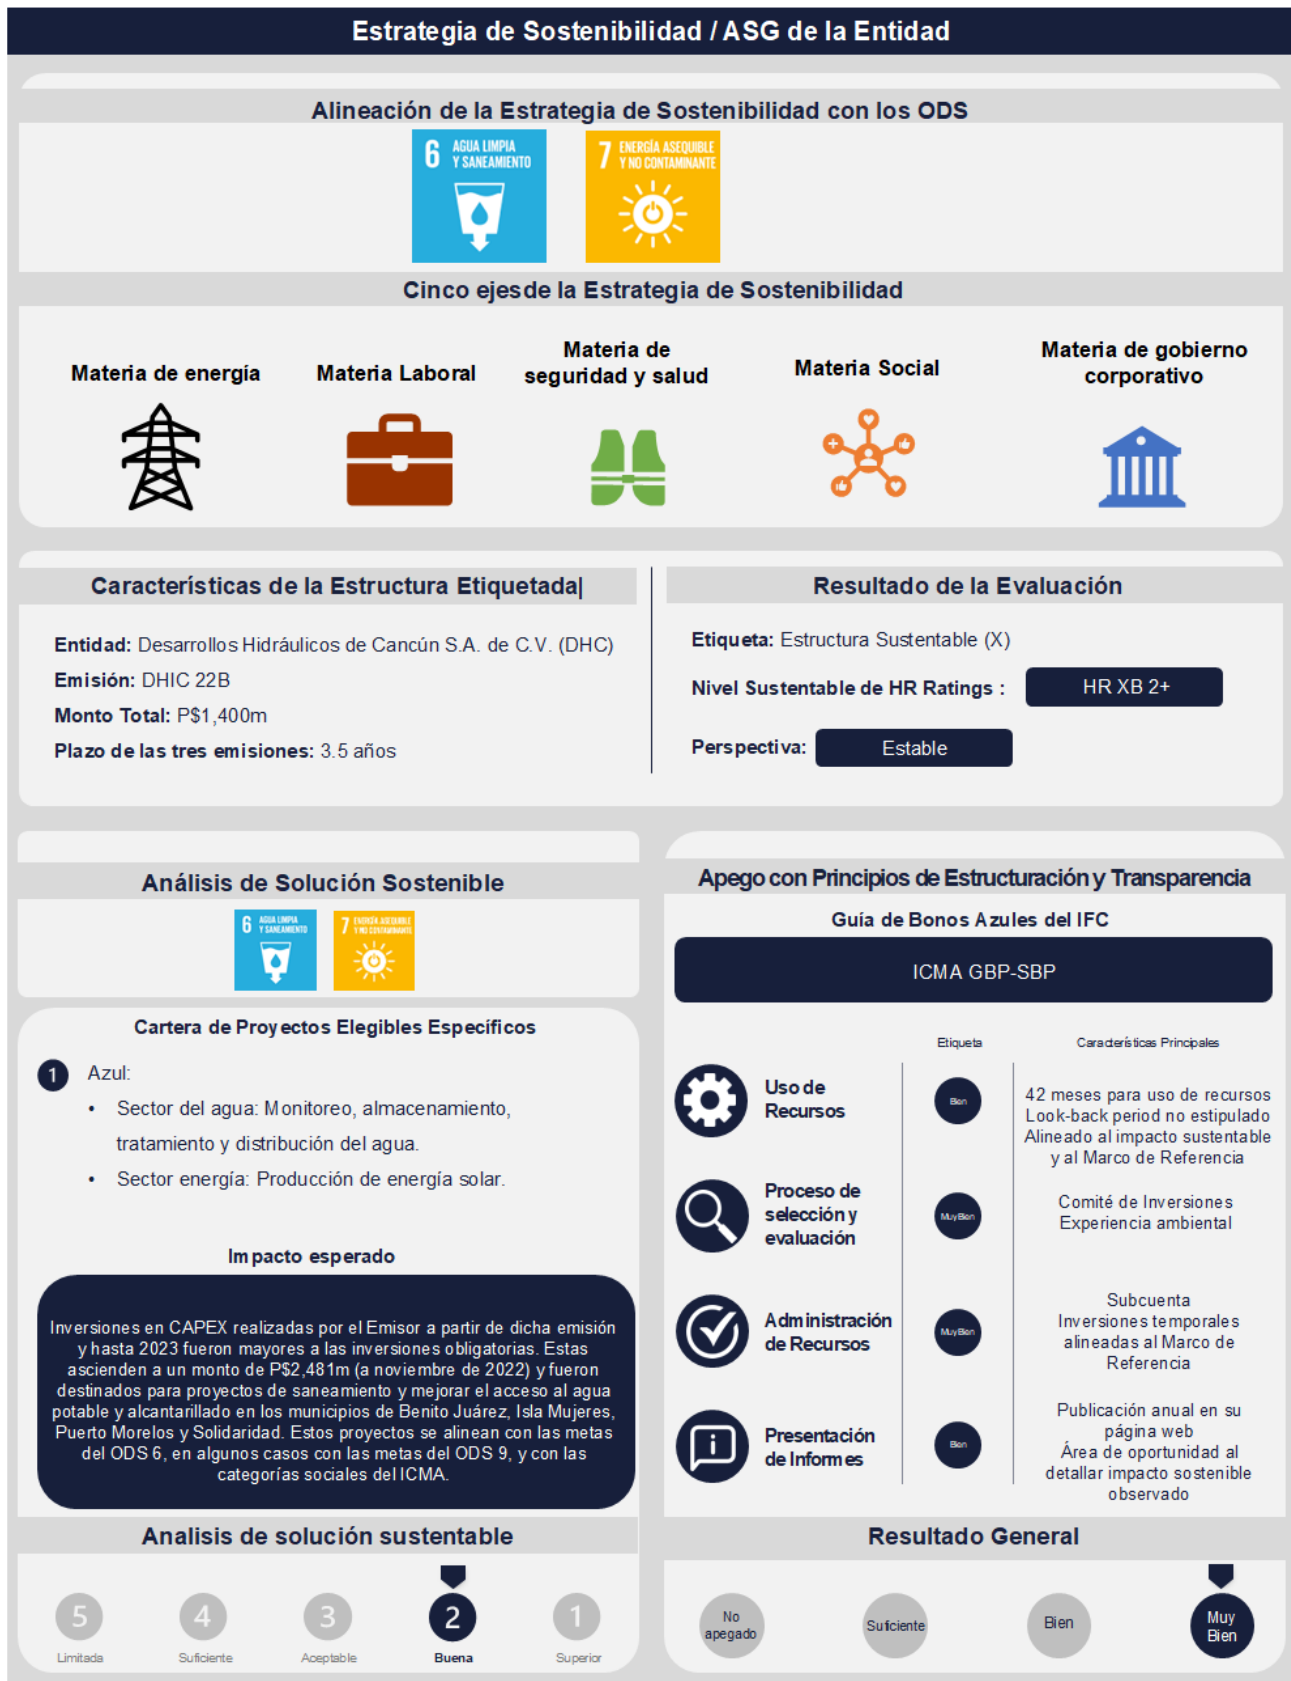 Estrategia de Sostenibilidad / ASG de la Entidad
Alineación de la Estrategia de Sostenibilidad con los ODS
6 AGUA LIMPIA
Y SANEAMIENTO
7 ENERGÍA ASEQUIBLE
Y NO CONTAMINANTE
Cinco ejesde la Estrategia de Sostenibilidad
Materia de energía
Materia Laboral
Materia de
seguridad y salud
Materia Social
Materia de gobierno
corporativo
Características de la Estructura Etiquetada|
Entidad: Desarrollos Hidráulicos de Cancún S.A. de C.V. (DHC)
Emisión: DHIC 22B
Monto Total: P$1,400m
Plazo de las tres emisiones: 3.5 años
Resultado de la Evaluación
Etiqueta: Estructura Sustentable (X)
Nivel Sustentable de HR Ratings :
HR XB 2+
Perspectiva:
Estable
Análisis de Solución Sostenible
6 AGUA LIMPIA
Y SANEAMIENTO
7 ENERGÍA ASEQUIBLE
Y NO CONTAMINANTE
Cartera de Proyectos Elegibles Específicos
1 Azul:
• Sector del agua: Monitoreo, almacenamiento,
tratamiento y distribución del agua.
• Sector energía: Producción de energía solar.
Impacto esperado
Inversiones en CAPEX realizadas por el Emisor a partir de dicha emisión
y hasta 2023 fueron mayores a las inversiones obligatorias. Estas
ascienden a un monto de P$2,481m (a noviembre de 2022) y fueron
destinados para proyectos de saneamiento y mejorar el acceso al agua
potable y alcantarillado en los municipios de Benito Juárez, Isla Mujeres,
Puerto Morelos y Solidaridad. Estos proyectos se alinean con las metas
del ODS 6, en algunos casos con las metas del ODS 9, y con las
categorías sociales del ICMA.
Analisis de solución sustentable
5
Limitada
4
Suficiente
3
Aceptable
2
Buena
1
Superior
Apego con Principios de Estructuración y Transparencia
Guía de Bonos Azules del IFC
ICMA GBP-SBP
Etiqueta
Características Principales
Uso de
Recursos
Bien
42 meses para uso de recursos
Look-back period no estipulado
Alineado al impacto sustentable
y al Marco de Referencia
Proceso de
selección y
evaluación
Muy Bien
Comité de Inversiones
Experiencia ambiental
Administración
de Recursos
Muy Bien
Subcuenta
Inversiones temporales
alineadas al Marco de
Referencia
Presentación
de Informes
Bien
Publicación anual en su
página web
Área de oportunidad al
detallar impacto sostenible
observado
Resultado General
No
apegado
Suficiente
Bien
Muy
Bien